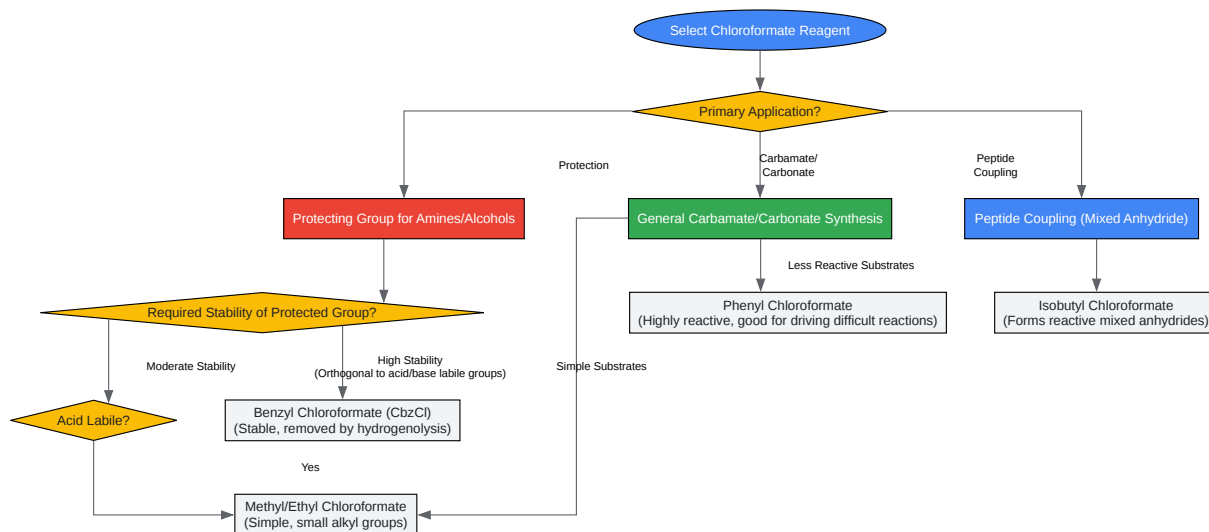 Select Chloroformate Reagent
Primary Application?
Protection
Carbamate/
Carbonate
Peptide
Coupling
Protecting Group for Amines/Alcohols
General Carbamate/Carbonate Synthesis
Peptide Coupling (Mixed Anhydride)
Less Reactive Substrates
Phenyl Chloroformate
(Highly reactive, good for driving difficult reactions)
Isobutyl Chloroformate
(Forms reactive mixed anhydrides)
Required Stability of Protected Group?
Moderate Stability
High Stability
(Orthogonal to acid/base labile groups)
Simple Substrates
Acid Labile?
Benzyl Chloroformate (CbzCl)
(Stable, removed by hydrogenolysis)
Yes
Methyl/Ethyl Chloroformate
(Simple, small alkyl groups)